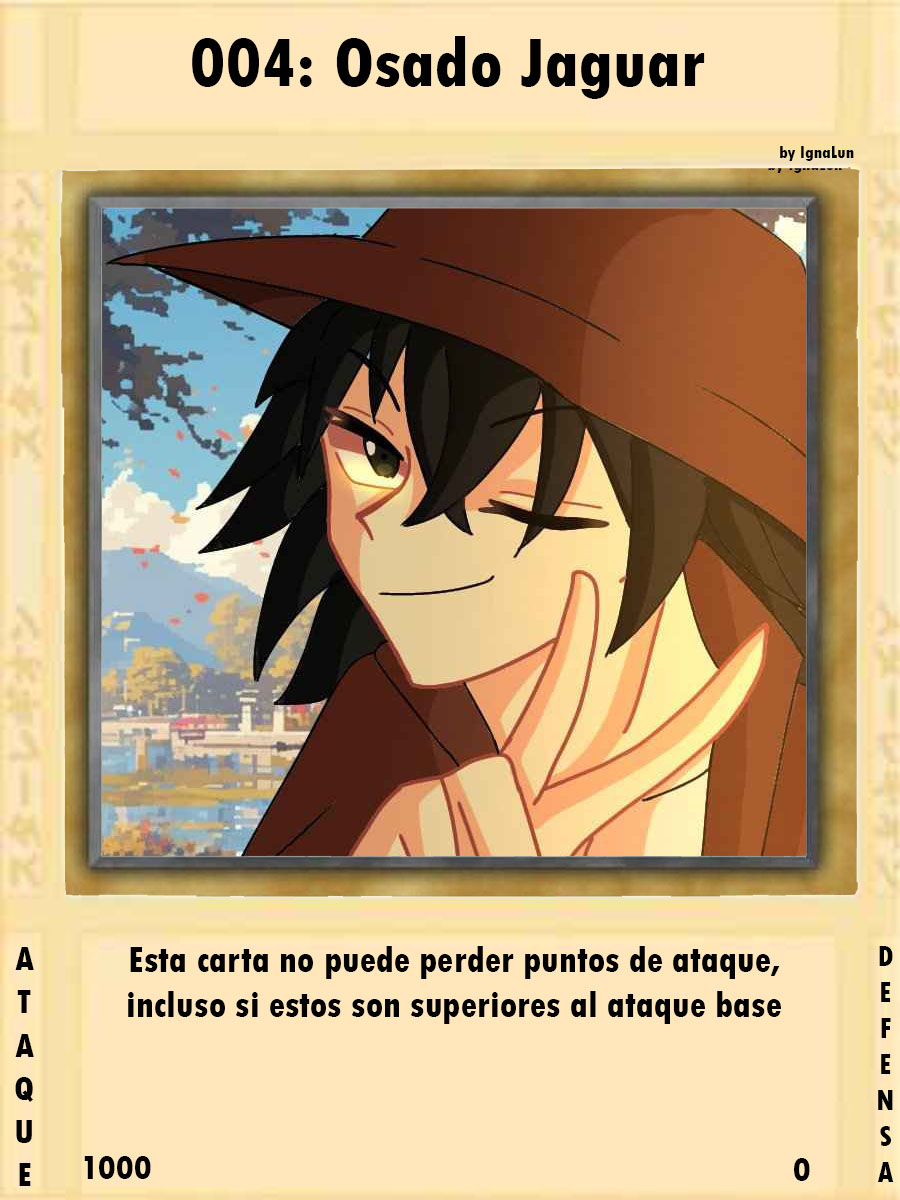 004: Osado Jaguar
by IgnaLun
Esta carta no puede perder puntos de ataque,
incluso si estos son superiores al ataque base
ATAQUE
1000
0
DEFENSA